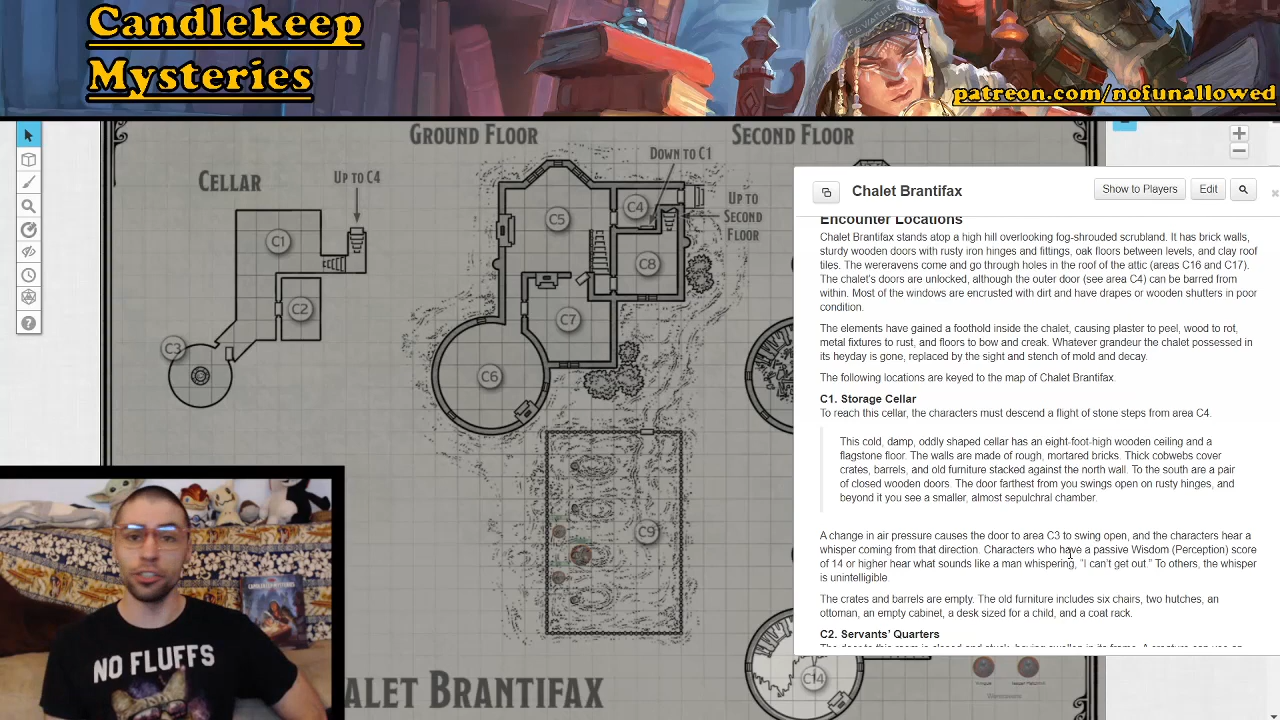 Candlekeep
Mysteries
patreon.com/nofunallowed
GROUND FLOOR
SECOND FLOOR
DOWN TO C1
CELLAR
UP TO C4
UP TO
SECOND
FLOOR
C1
C2
C3
C4
C5
C6
C7
C8
C9
C14
ALET BRANTIFAX
Chalet Brantifax
Show to Players
Edit
Encounter Locations
Chalet Brantifax stands atop a high hill overlooking fog-shrouded scrubland. It has brick walls,
sturdy wooden doors with rusty iron hinges and fittings, oak floors between levels, and clay roof
tiles. The wereravens come and go through holes in the roof of the attic (areas C16 and C17).
The chalet's doors are unlocked, although the outer door (see area C4) can be barred from
within. Most of the windows are encrusted with dirt and have drapes or wooden shutters in poor
condition.
The elements have gained a foothold inside the chalet, causing plaster to peel, wood to rot,
metal fixtures to rust, and floors to bow and creak. Whatever grandeur the chalet possessed in
its heyday is gone, replaced by the sight and stench of mold and decay.
The following locations are keyed to the map of Chalet Brantifax.
C1. Storage Cellar
To reach this cellar, the characters must descend a flight of stone steps from area C4.
This cold, damp, oddly shaped cellar has an eight-foot-high wooden ceiling and a
flagstone floor. The walls are made of rough, mortared bricks. Thick cobwebs cover
crates, barrels, and old furniture stacked against the north wall. To the south are a pair
of closed wooden doors. The door farthest from you swings open on rusty hinges, and
beyond it you see a smaller, almost sepulchral chamber.
A change in air pressure causes the door to area C3 to swing open, and the characters hear a
whisper coming from that direction. Characters who have a passive Wisdom (Perception) score
of 14 or higher hear what sounds like a man whispering, "I can't get out." To others, the whisper
is unintelligible.
The crates and barrels are empty. The old furniture includes six chairs, two hutches, an
ottoman, an empty cabinet, a desk sized for a child, and a coat rack.
C2. Servants' Quarters
NO FLUFFS